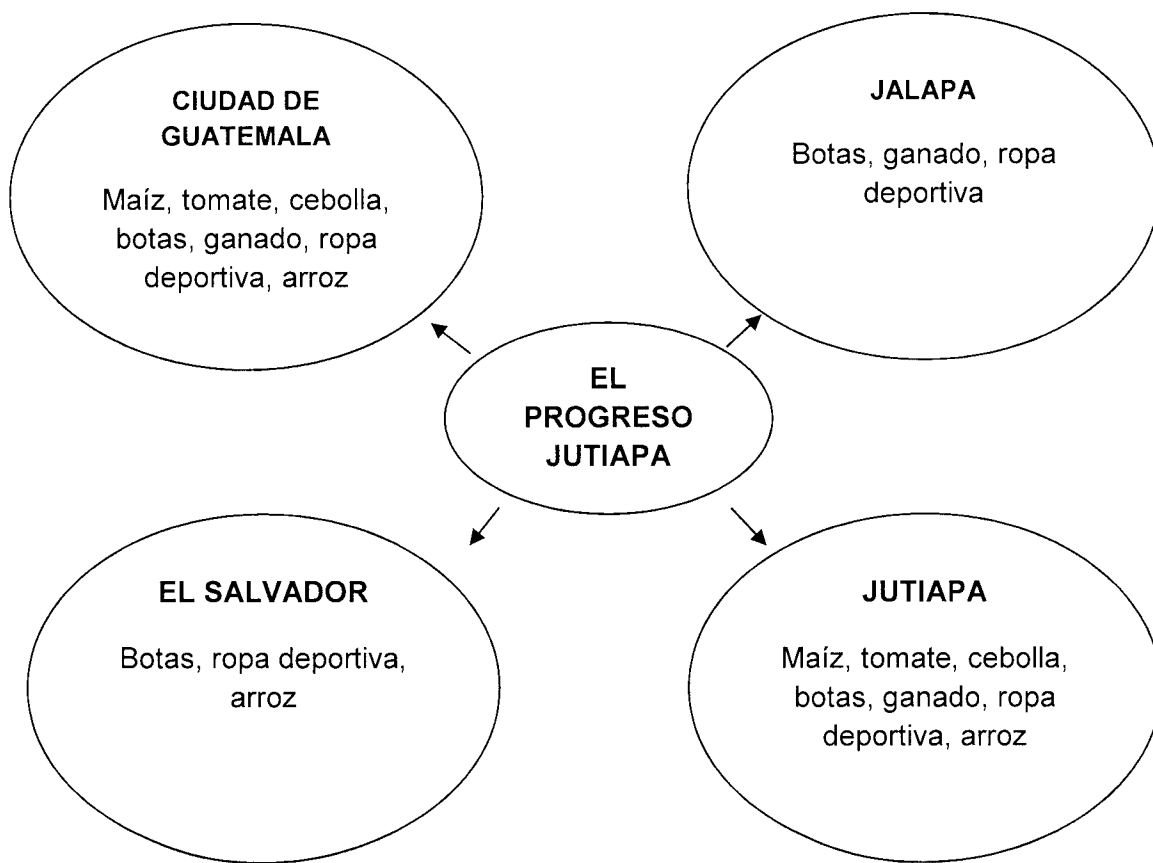 CIUDAD DE
GUATEMALA
Maíz, tomate, cebolla,
botas, ganado, ropa
deportiva, arroz
JALAPA
Botas, ganado, ropa
deportiva
EL
PROGRESO
JUTIAPA
EL SALVADOR
Botas, ropa deportiva,
arroz
JUTIAPA
Maíz, tomate, cebolla,
botas, ganado, ropa
deportiva, arroz